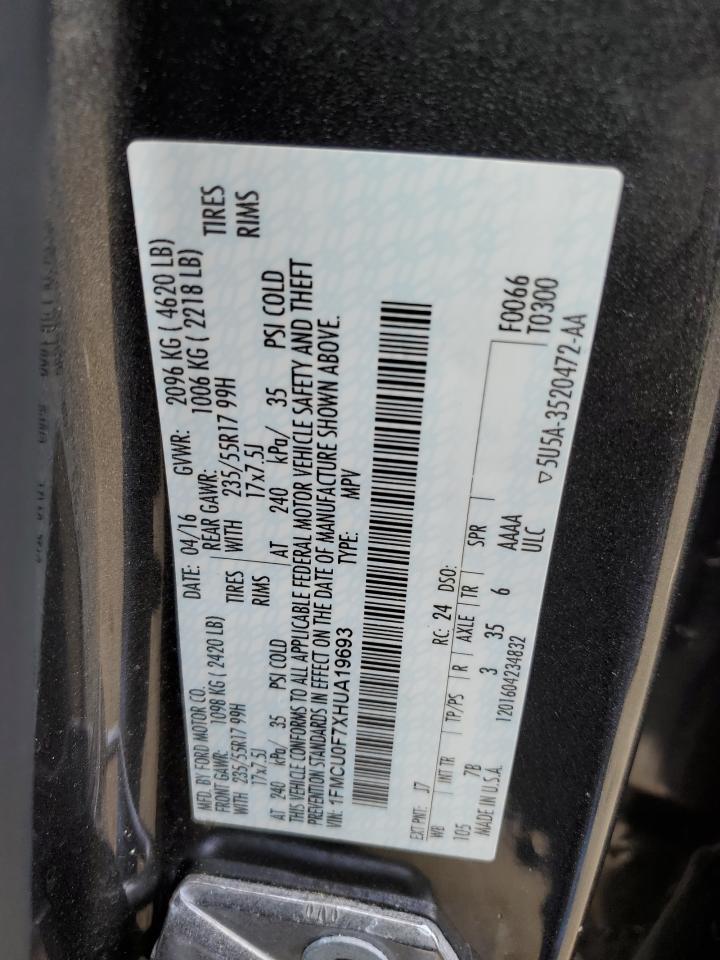 MFD. BY FORD MOTOR CO.
DATE: 04/16 GVWR: 2096 KG ( 4620 LB)
FRONT GAWR: 1098 KG ( 2420 LB) REAR GAWR: 1006 KG ( 2218 LB)
WITH 235/55R17 99H TIRES WITH 235/55R17 99H TIRES
17x7.5J RIMS 17x7.5J RIMS
AT 240 kPa/ 35 PSI COLD AT 240 kPa/ 35 PSI COLD
THIS VEHICLE CONFORMS TO ALL APPLICABLE FEDERAL MOTOR VEHICLE SAFETY AND THEFT
PREVENTION STANDARDS IN EFFECT ON THE DATE OF MANUFACTURE SHOWN ABOVE.
VIN: 1FMCU0F7XHUA19693 TYPE: MPV
EXT PNT: J7 RC: 24 DSO:
WB INT TR TP/PS R AXLE TR SPR F0066
105 7B 3 35 6 AAAA T0300
MADE IN U.S.A. 1201604234832 ULC
▽5U5A-3520472-AA